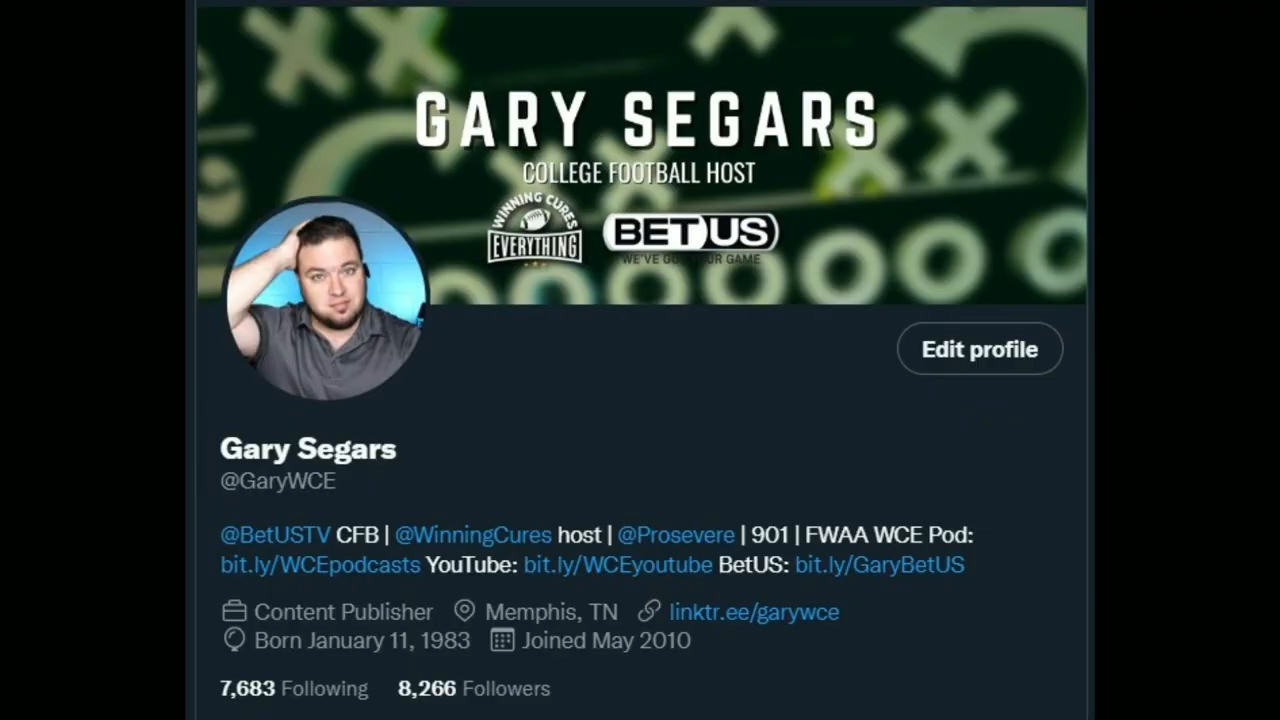 GARY SEGARS
COLLEGE FOOTBALL HOST
WINNING CURES
EVERYTHING
BETUS
WE'VE GOT YOUR GAME
Edit profile
Gary Segars
@GaryWCE
@BetUSTV CFB | @WinningCures host | @Prosevere | 901 | FWAA WCE Pod:
bit.ly/WCEpodcasts YouTube: bit.ly/WCEyoutube BetUS: bit.ly/GaryBetUS
Content Publisher Memphis, TN linktr.ee/garywce
Born January 11, 1983 Joined May 2010
7,683 Following 8,266 Followers